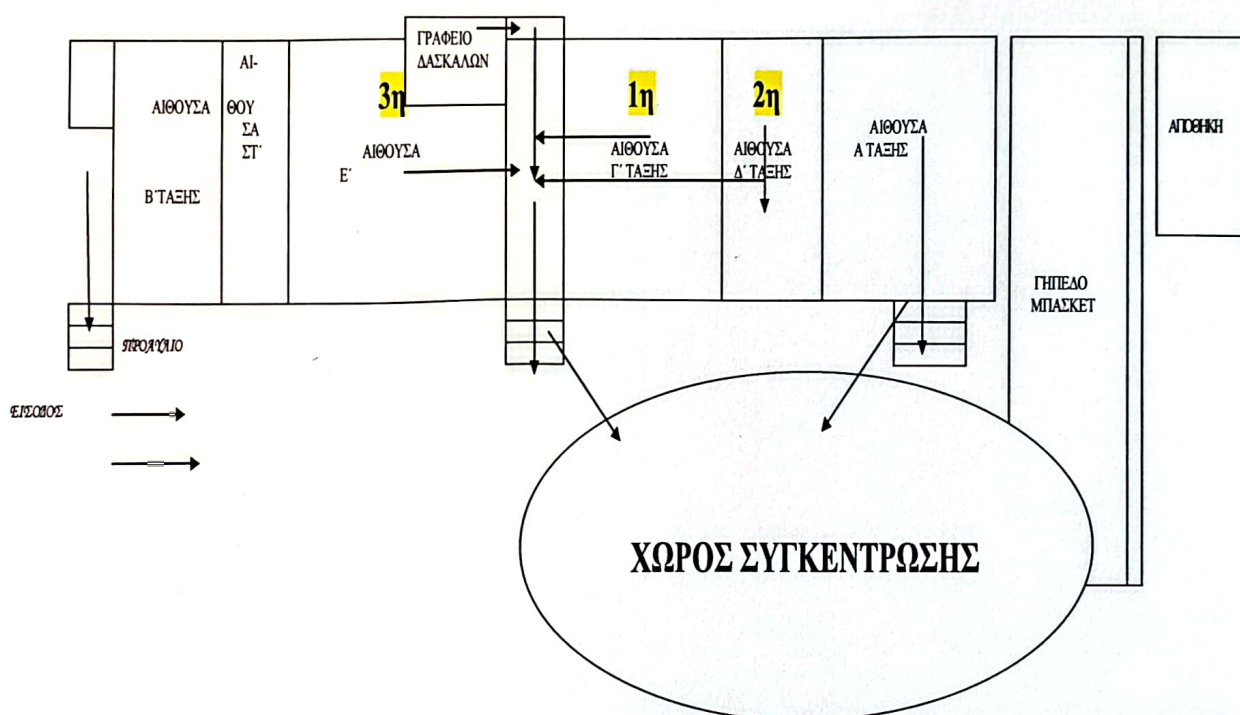 ΓΡΑΦΕΙΟ
ΔΑΣΚΑΛΩΝ
ΑΙ-
ΘΟΥ
ΣΑ
ΣΤ΄
ΑΙΘΟΥΣΑ
Β΄ΤΑΞΗΣ
3η
ΑΙΘΟΥΣΑ
Ε΄
1η
ΑΙΘΟΥΣΑ
Γ΄ ΤΑΞΗΣ
2η
ΑΙΘΟΥΣΑ
Δ΄ ΤΑΞΗΣ
ΑΙΘΟΥΣΑ
Α ΤΑΞΗΣ
ΑΠΟΘΗΚΗ
ΓΗΠΕΔΟ
ΜΠΑΣΚΕΤ
ΠΡΟΑΥΛΙΟ
ΕΙΣΟΔΟΣ
ΧΩΡΟΣ ΣΥΓΚΕΝΤΡΩΣΗΣ